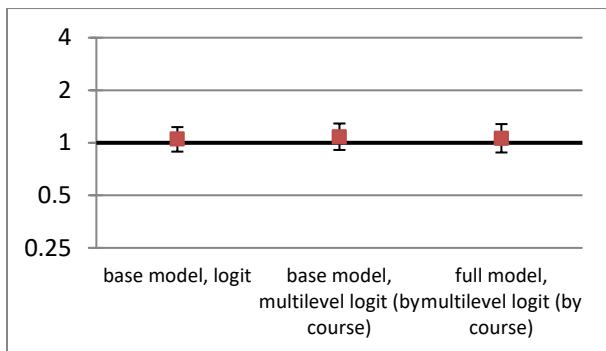 4
2
1
0.5
0.25
base model, logit
base model,
multilevel logit (by
course)
full model,
multilevel logit (by
course)